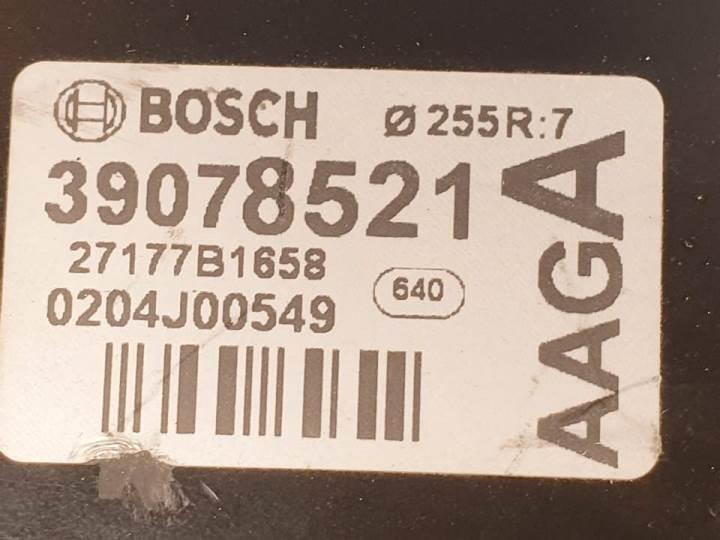 BOSCH Ø 255R:7
39078521
27177B1658
640
0204J00549
AAGA